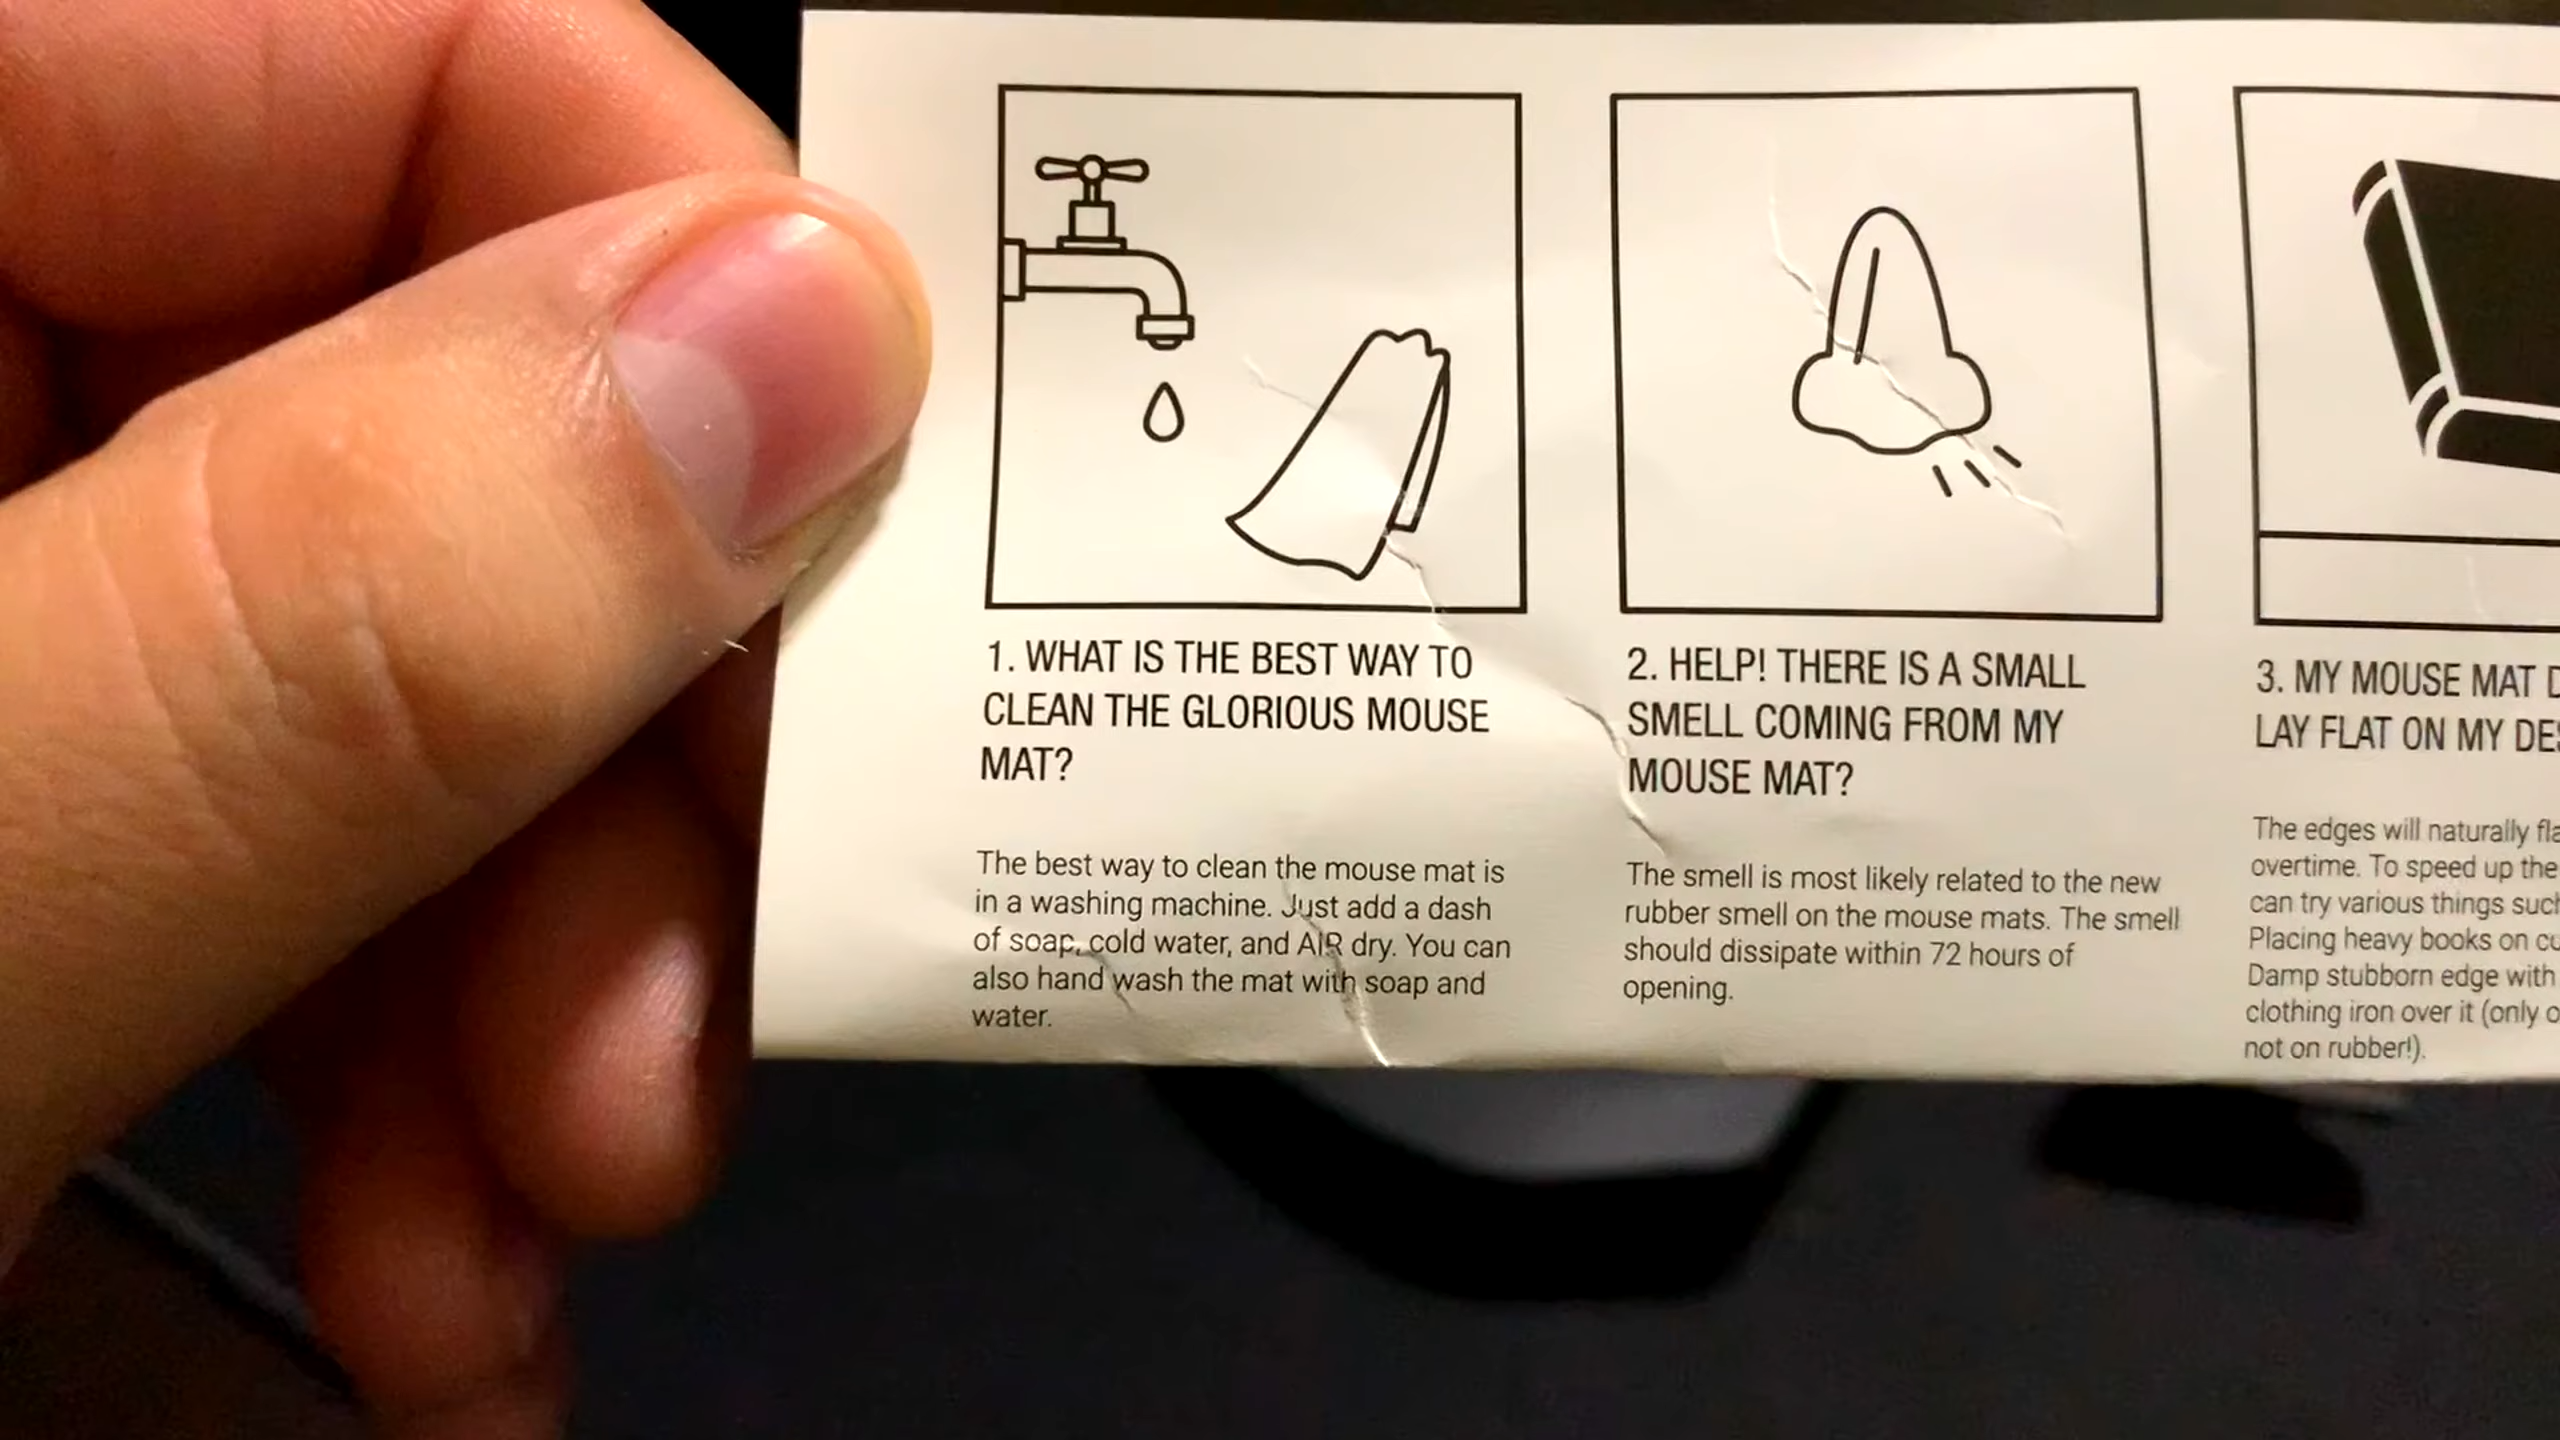 1. WHAT IS THE BEST WAY TO
CLEAN THE GLORIOUS MOUSE
MAT?
The best way to clean the mouse mat is
in a washing machine. Just add a dash
of soap, cold water, and AIR dry. You can
also hand wash the mat with soap and
water.
2. HELP! THERE IS A SMALL
SMELL COMING FROM MY
MOUSE MAT?
The smell is most likely related to the new
rubber smell on the mouse mats. The smell
should dissipate within 72 hours of
opening.
3. MY MOUSE MAT
LAY FLAT ON MY
The edges will naturally
overtime. To speed up the
can try various things
Placing heavy books on
Damp stubborn edge with
clothing iron over it (only
not on rubber!).